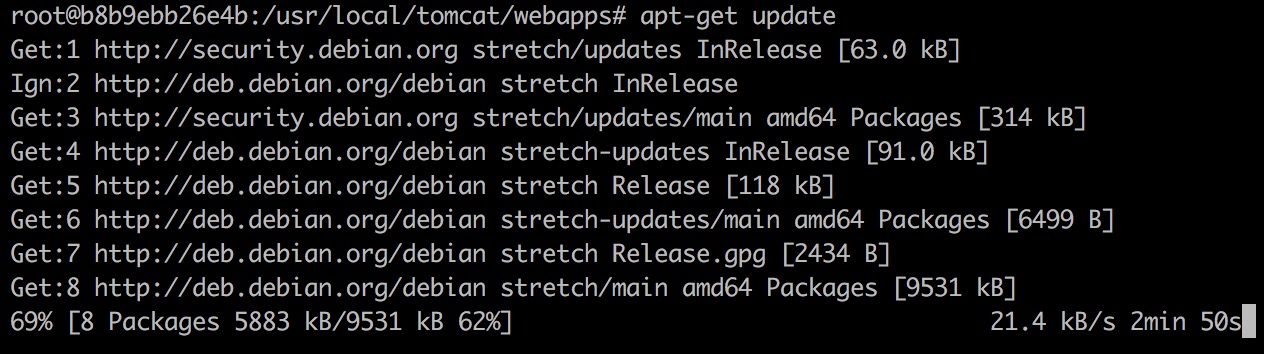 root@b8b9ebb26e4b:/usr/local/tomcat/webapps# apt-get update
Get:1 http://security.debian.org stretch/updates InRelease [63.0 kB]
Ign:2 http://deb.debian.org/debian stretch InRelease
Get:3 http://security.debian.org stretch/updates/main amd64 Packages [314 kB]
Get:4 http://deb.debian.org/debian stretch-updates InRelease [91.0 kB]
Get:5 http://deb.debian.org/debian stretch Release [118 kB]
Get:6 http://deb.debian.org/debian stretch-updates/main amd64 Packages [6499 B]
Get:7 http://deb.debian.org/debian stretch Release.gpg [2434 B]
Get:8 http://deb.debian.org/debian stretch/main amd64 Packages [9531 kB]
69% [8 Packages 5883 kB/9531 kB 62%] 21.4 kB/s 2min 50s